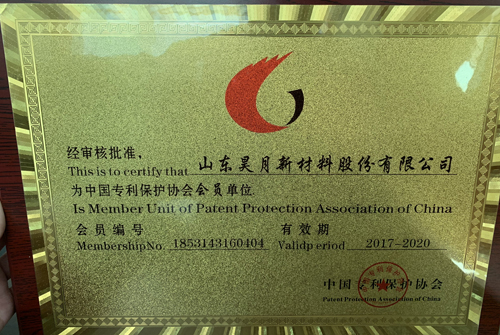 经审核批准，
This is to certify that 山东昊月新材料股份有限公司
为中国专利保护协会会员单位.
Is Member Unit of Patent Protection Association of China
会员编号 有效期
MembershipNo. 1853143160404 Validperiod 2017-2020
中国专利保护协会
Patent Protection Association of China